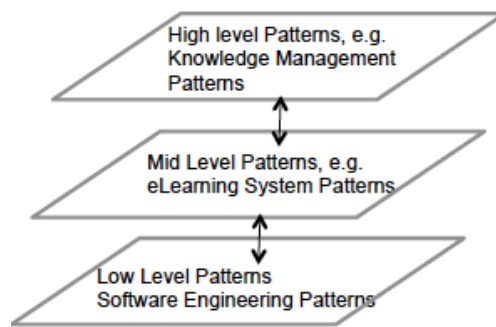 High level Patterns, e.g.
Knowledge Management
Patterns
Mid Level Patterns, e.g.
eLearning System Patterns
Low Level Patterns
Software Engineering Patterns